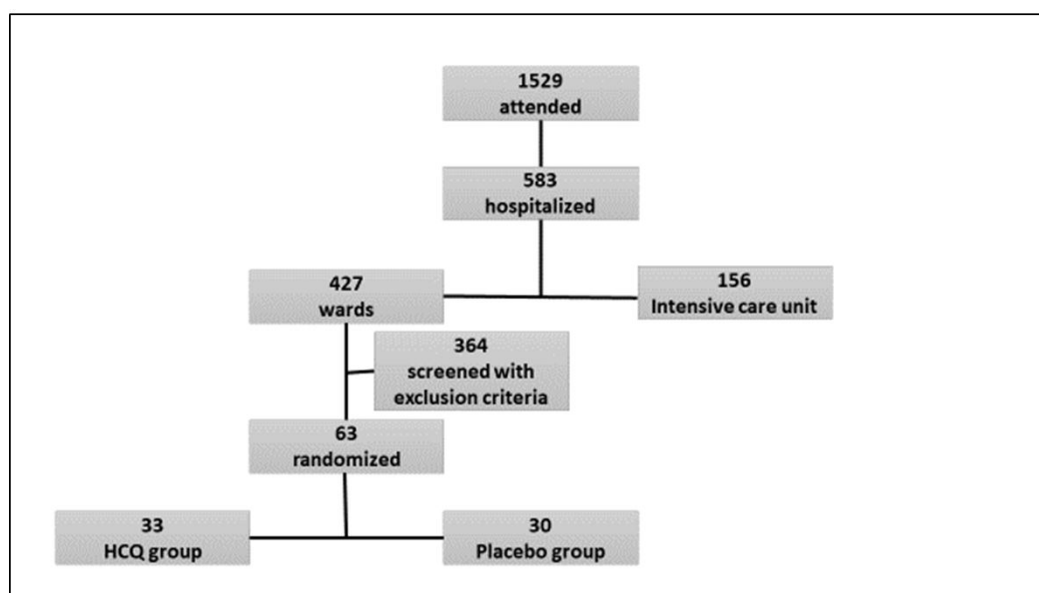 1529
attended
583
hospitalized
427
wards
156
Intensive care unit
364
screened with
exclusion criteria
63
randomized
33
HCQ group
30
Placebo group